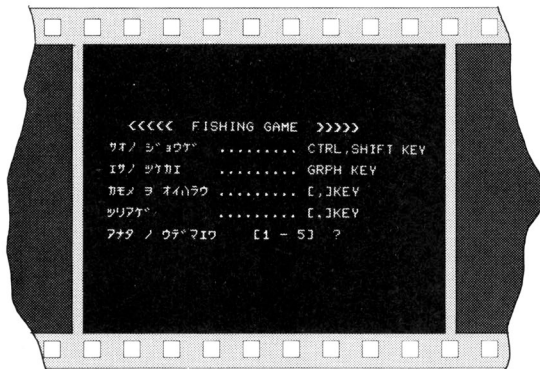 <<<<< FISHING GAME >>>>>
サオノ ジョウゲ ......... CTRL,SHIFT KEY
エサノ ツケカエ ......... GRPH KEY
カモメ ヲ オイハラウ ......... [,]KEY
ツリアゲ ......... [.]KEY
アナタ ノ ウデマエワ [1 - 5] ?